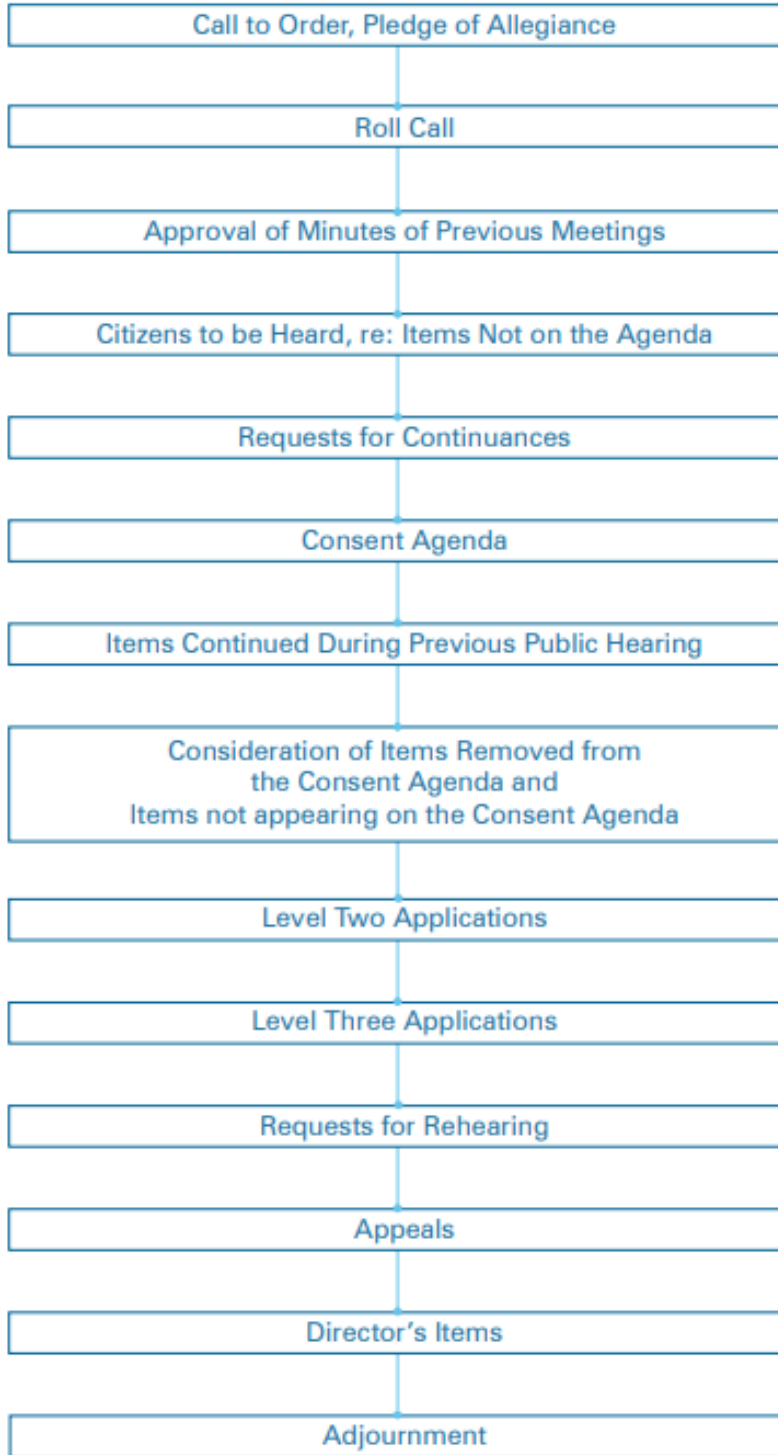 Call to Order, Pledge of Allegiance
Roll Call
Approval of Minutes of Previous Meetings
Citizens to be Heard, re: Items Not on the Agenda
Requests for Continuances
Consent Agenda
Items Continued During Previous Public Hearing
Consideration of Items Removed from
the Consent Agenda and
Items not appearing on the Consent Agenda
Level Two Applications
Level Three Applications
Requests for Rehearing
Appeals
Director’s Items
Adjournment